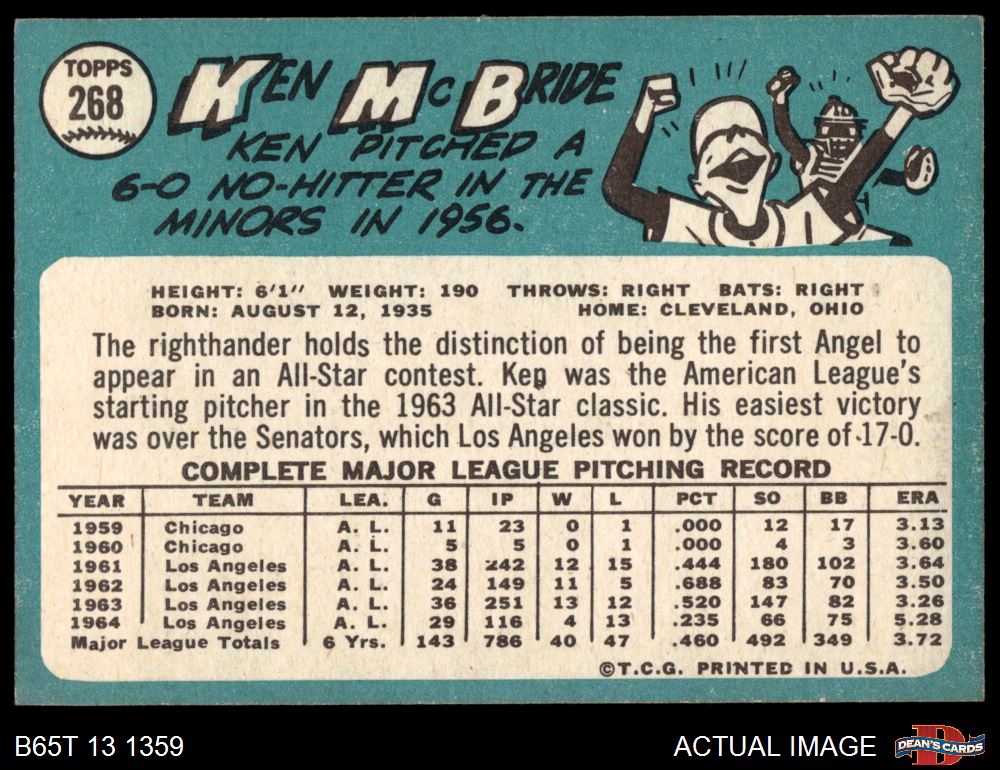 TOPPS
268
KEN McBRIDE
KEN PITCHED A
6-0 NO-HITTER IN THE
MINORS IN 1956.
HEIGHT: 6'1" WEIGHT: 190 THROWS: RIGHT BATS: RIGHT
BORN: AUGUST 12, 1935 HOME: CLEVELAND, OHIO
The righthander holds the distinction of being the first Angel to
appear in an All-Star contest. Ken was the American League's
starting pitcher in the 1963 All-Star classic. His easiest victory
was over the Senators, which Los Angeles won by the score of 17-0.
COMPLETE MAJOR LEAGUE PITCHING RECORD
YEAR TEAM LEA. G IP W L PCT SO BB ERA
1959 Chicago A. L. 11 23 0 1 .000 12 17 3.13
1960 Chicago A. L. 5 5 0 1 .000 4 3 3.60
1961 Los Angeles A. L. 38 242 12 15 .444 180 102 3.64
1962 Los Angeles A. L. 24 149 11 5 .688 83 70 3.50
1963 Los Angeles A. L. 36 251 13 12 .520 147 82 3.26
1964 Los Angeles A. L. 29 116 4 13 .235 66 75 5.28
Major League Totals 6 Yrs. 143 786 40 47 .460 492 349 3.72
©T.C.G. PRINTED IN U.S.A.
B65T 13 1359 ACTUAL IMAGE D DEAN'S CARDS